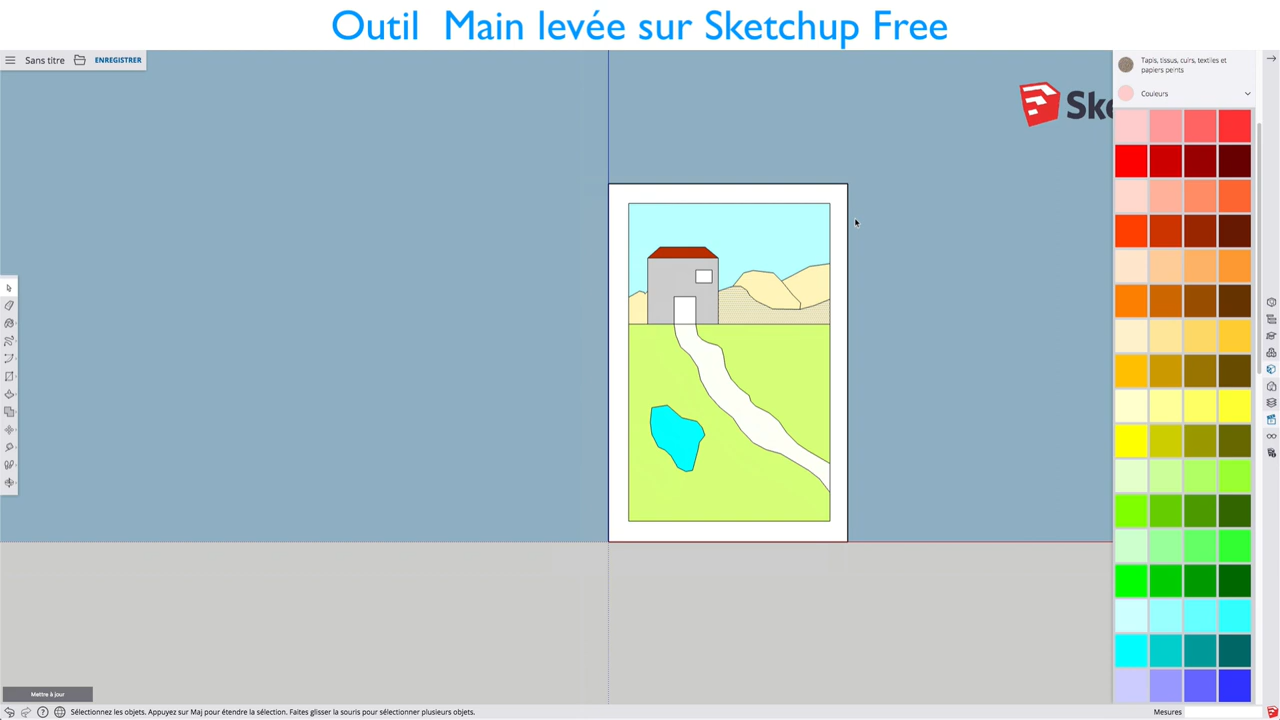 Outil Main levée sur Sketchup Free
Sans titre
ENREGISTRER
Tapis, tissus, cuirs, textiles et
papiers peints
Couleurs
Mettre à jour
Sélectionnez les objets. Appuyez sur Maj pour étendre la sélection. Faites glisser la souris pour sélectionner plusieurs objets.
Mesures